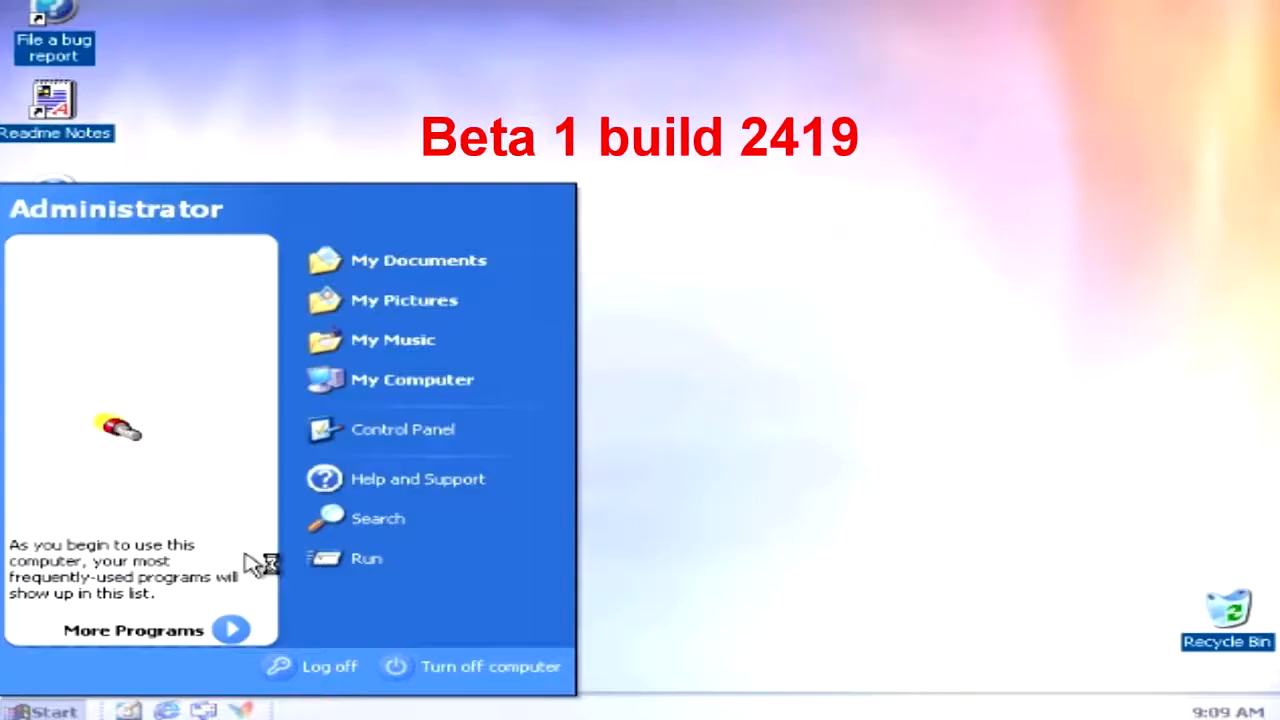 File a bug
report
Readme Notes
Beta 1 build 2419
Administrator
My Documents
My Pictures
My Music
My Computer
Control Panel
Help and Support
Search
Run
As you begin to use this
computer, your most
frequently-used programs will
show up in this list.
More Programs
Log off
Turn off computer
Recycle Bin
Start
9:09 AM